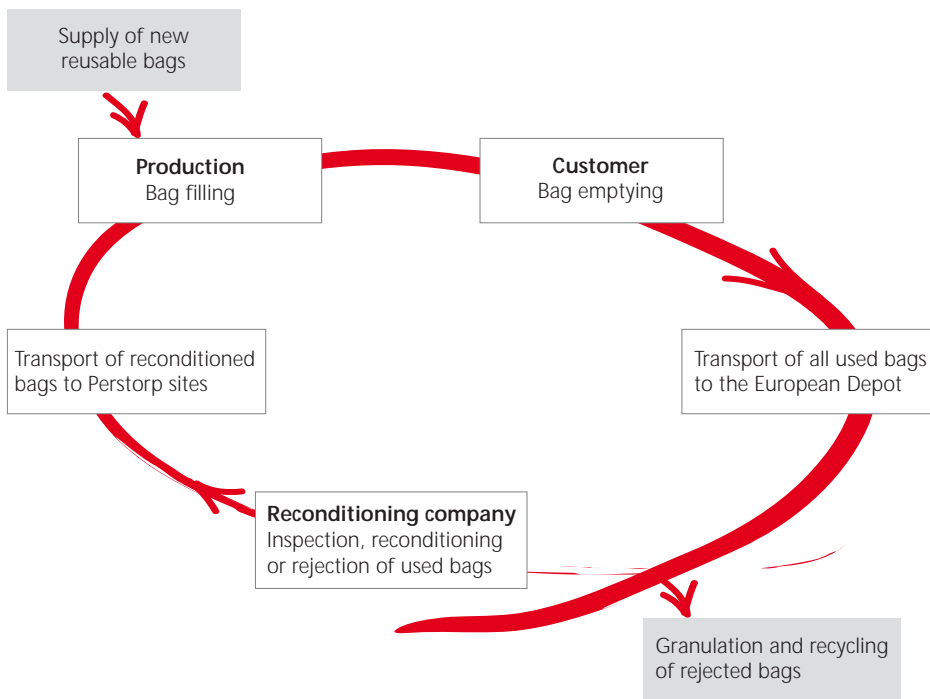 Supply of new
reusable bags
Production
Bag filling
Customer
Bag emptying
Transport of reconditioned
bags to Perstorp sites
Transport of all used bags
to the European Depot
Reconditioning company
Inspection, reconditioning
or rejection of used bags
Granulation and recycling
of rejected bags